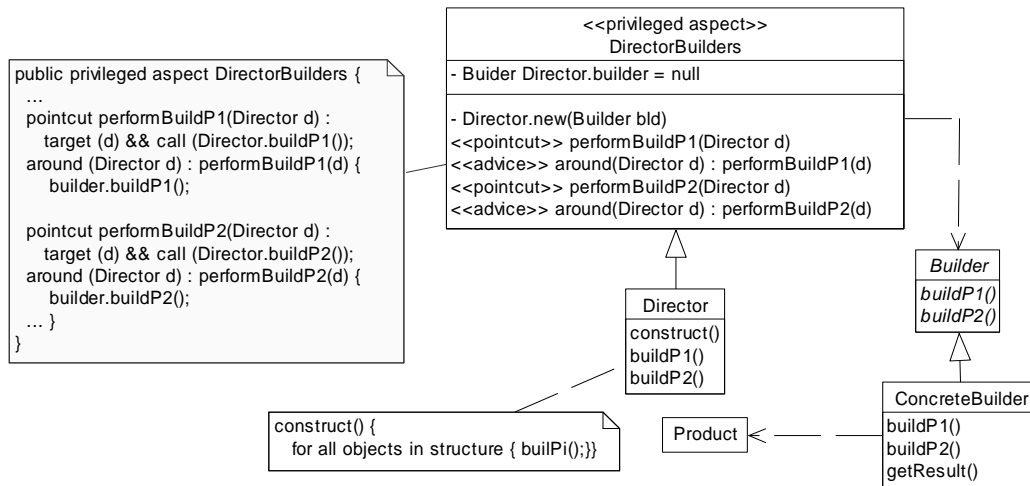 <<privileged aspect>>
DirectorBuilders
- Buider Director.builder = null
- Director.new(Builder bld)
<<pointcut>> performBuildP1(Director d)
<<advice>> around(Director d) : performBuildP1(d)
<<pointcut>> performBuildP2(Director d)
<<advice>> around(Director d) : performBuildP2(d)
public privileged aspect DirectorBuilders {
...
pointcut performBuildP1(Director d) :
target (d) && call (Director.buildP1());
around (Director d) : performBuildP1(d) {
builder.buildP1();
pointcut performBuildP2(Director d) :
target (d) && call (Director.buildP2());
around (Director d) : performBuildP2(d) {
builder.buildP2();
... }
}
Builder
buildP1()
buildP2()
Director
construct()
buildP1()
buildP2()
construct() {
for all objects in structure { builPi();}}
Product
ConcreteBuilder
buildP1()
buildP2()
getResult()